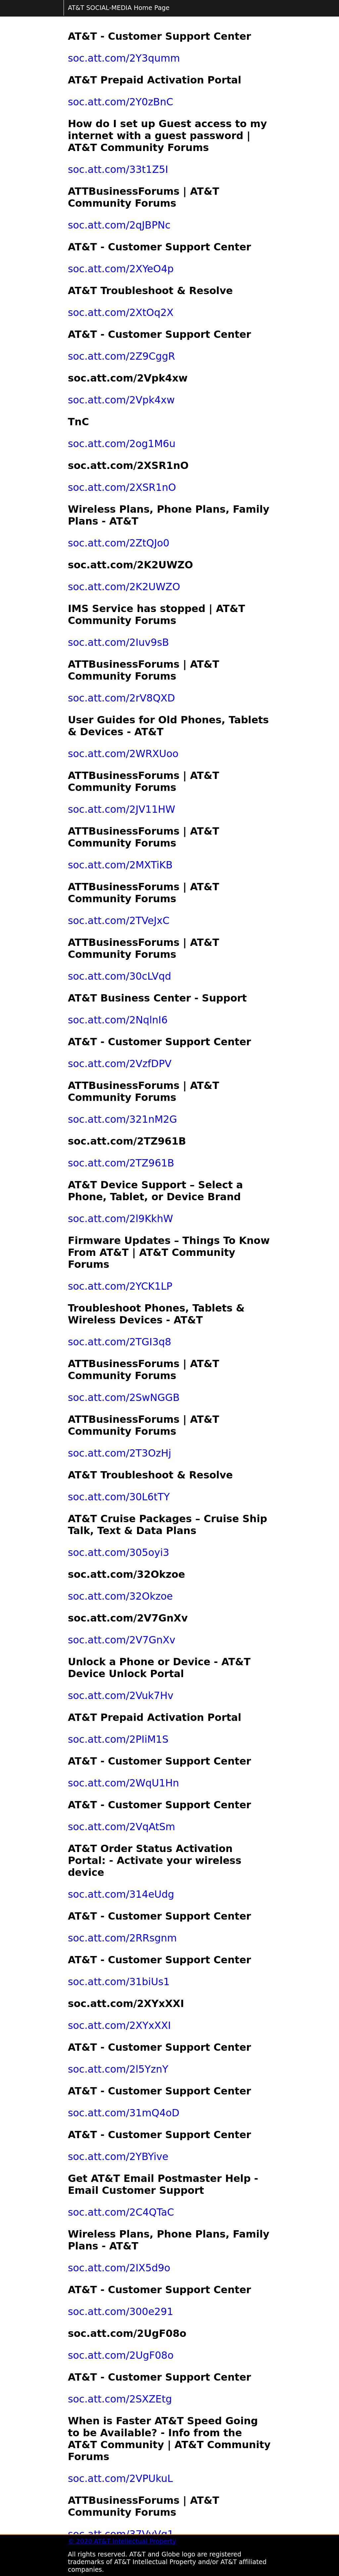 AT&T SOCIAL-MEDIA Home Page
AT&T - Customer Support Center
soc.att.com/2Y3qumm
AT&T Prepaid Activation Portal
soc.att.com/2Y0zBnC
How do I set up Guest access to my
internet with a guest password |
AT&T Community Forums
soc.att.com/33t1Z5I
ATTBusinessForums | AT&T
Community Forums
soc.att.com/2qJBPNc
AT&T - Customer Support Center
soc.att.com/2XYeO4p
AT&T Troubleshoot & Resolve
soc.att.com/2XtOq2X
AT&T - Customer Support Center
soc.att.com/2Z9CggR
soc.att.com/2Vpk4xw
soc.att.com/2Vpk4xw
TnC
soc.att.com/2og1M6u
soc.att.com/2XSR1nO
soc.att.com/2XSR1nO
Wireless Plans, Phone Plans, Family
Plans - AT&T
soc.att.com/2ZtQJo0
soc.att.com/2K2UWZO
soc.att.com/2K2UWZO
IMS Service has stopped | AT&T
Community Forums
soc.att.com/2Iuv9sB
ATTBusinessForums | AT&T
Community Forums
soc.att.com/2rV8QXD
User Guides for Old Phones, Tablets
& Devices - AT&T
soc.att.com/2WRXUoo
ATTBusinessForums | AT&T
Community Forums
soc.att.com/2JV11HW
ATTBusinessForums | AT&T
Community Forums
soc.att.com/2MXTiKB
ATTBusinessForums | AT&T
Community Forums
soc.att.com/2TVeJxC
ATTBusinessForums | AT&T
Community Forums
soc.att.com/30cLVqd
AT&T Business Center - Support
soc.att.com/2NqlnI6
AT&T - Customer Support Center
soc.att.com/2VzfDPV
ATTBusinessForums | AT&T
Community Forums
soc.att.com/321nM2G
soc.att.com/2TZ961B
soc.att.com/2TZ961B
AT&T Device Support – Select a
Phone, Tablet, or Device Brand
soc.att.com/2l9KkhW
Firmware Updates – Things To Know
From AT&T | AT&T Community
Forums
soc.att.com/2YCK1LP
Troubleshoot Phones, Tablets &
Wireless Devices - AT&T
soc.att.com/2TGI3q8
ATTBusinessForums | AT&T
Community Forums
soc.att.com/2SwNGGB
ATTBusinessForums | AT&T
Community Forums
soc.att.com/2T3OzHj
AT&T Troubleshoot & Resolve
soc.att.com/30L6tTY
AT&T Cruise Packages – Cruise Ship
Talk, Text & Data Plans
soc.att.com/305oyi3
soc.att.com/32Okzoe
soc.att.com/32Okzoe
soc.att.com/2V7GnXv
soc.att.com/2V7GnXv
Unlock a Phone or Device - AT&T
Device Unlock Portal
soc.att.com/2Vuk7Hv
AT&T Prepaid Activation Portal
soc.att.com/2PIiM1S
AT&T - Customer Support Center
soc.att.com/2WqU1Hn
AT&T - Customer Support Center
soc.att.com/2VqAtSm
AT&T Order Status Activation
Portal: - Activate your wireless
device
soc.att.com/314eUdg
AT&T - Customer Support Center
soc.att.com/2RRsgnm
AT&T - Customer Support Center
soc.att.com/31biUs1
soc.att.com/2XYxXXI
soc.att.com/2XYxXXI
AT&T - Customer Support Center
soc.att.com/2l5YznY
AT&T - Customer Support Center
soc.att.com/31mQ4oD
AT&T - Customer Support Center
soc.att.com/2YBYive
Get AT&T Email Postmaster Help -
Email Customer Support
soc.att.com/2C4QTaC
Wireless Plans, Phone Plans, Family
Plans - AT&T
soc.att.com/2IX5d9o
AT&T - Customer Support Center
soc.att.com/300e291
soc.att.com/2UgF08o
soc.att.com/2UgF08o
AT&T - Customer Support Center
soc.att.com/2SXZEtg
When is Faster AT&T Speed Going
to be Available? - Info from the
AT&T Community | AT&T Community
Forums
soc.att.com/2VPUkuL
ATTBusinessForums | AT&T
Community Forums
© 2020 AT&T Intellectual Property.
All rights reserved. AT&T and Globe logo are registered
trademarks of AT&T Intellectual Property and/or AT&T affiliated
companies.